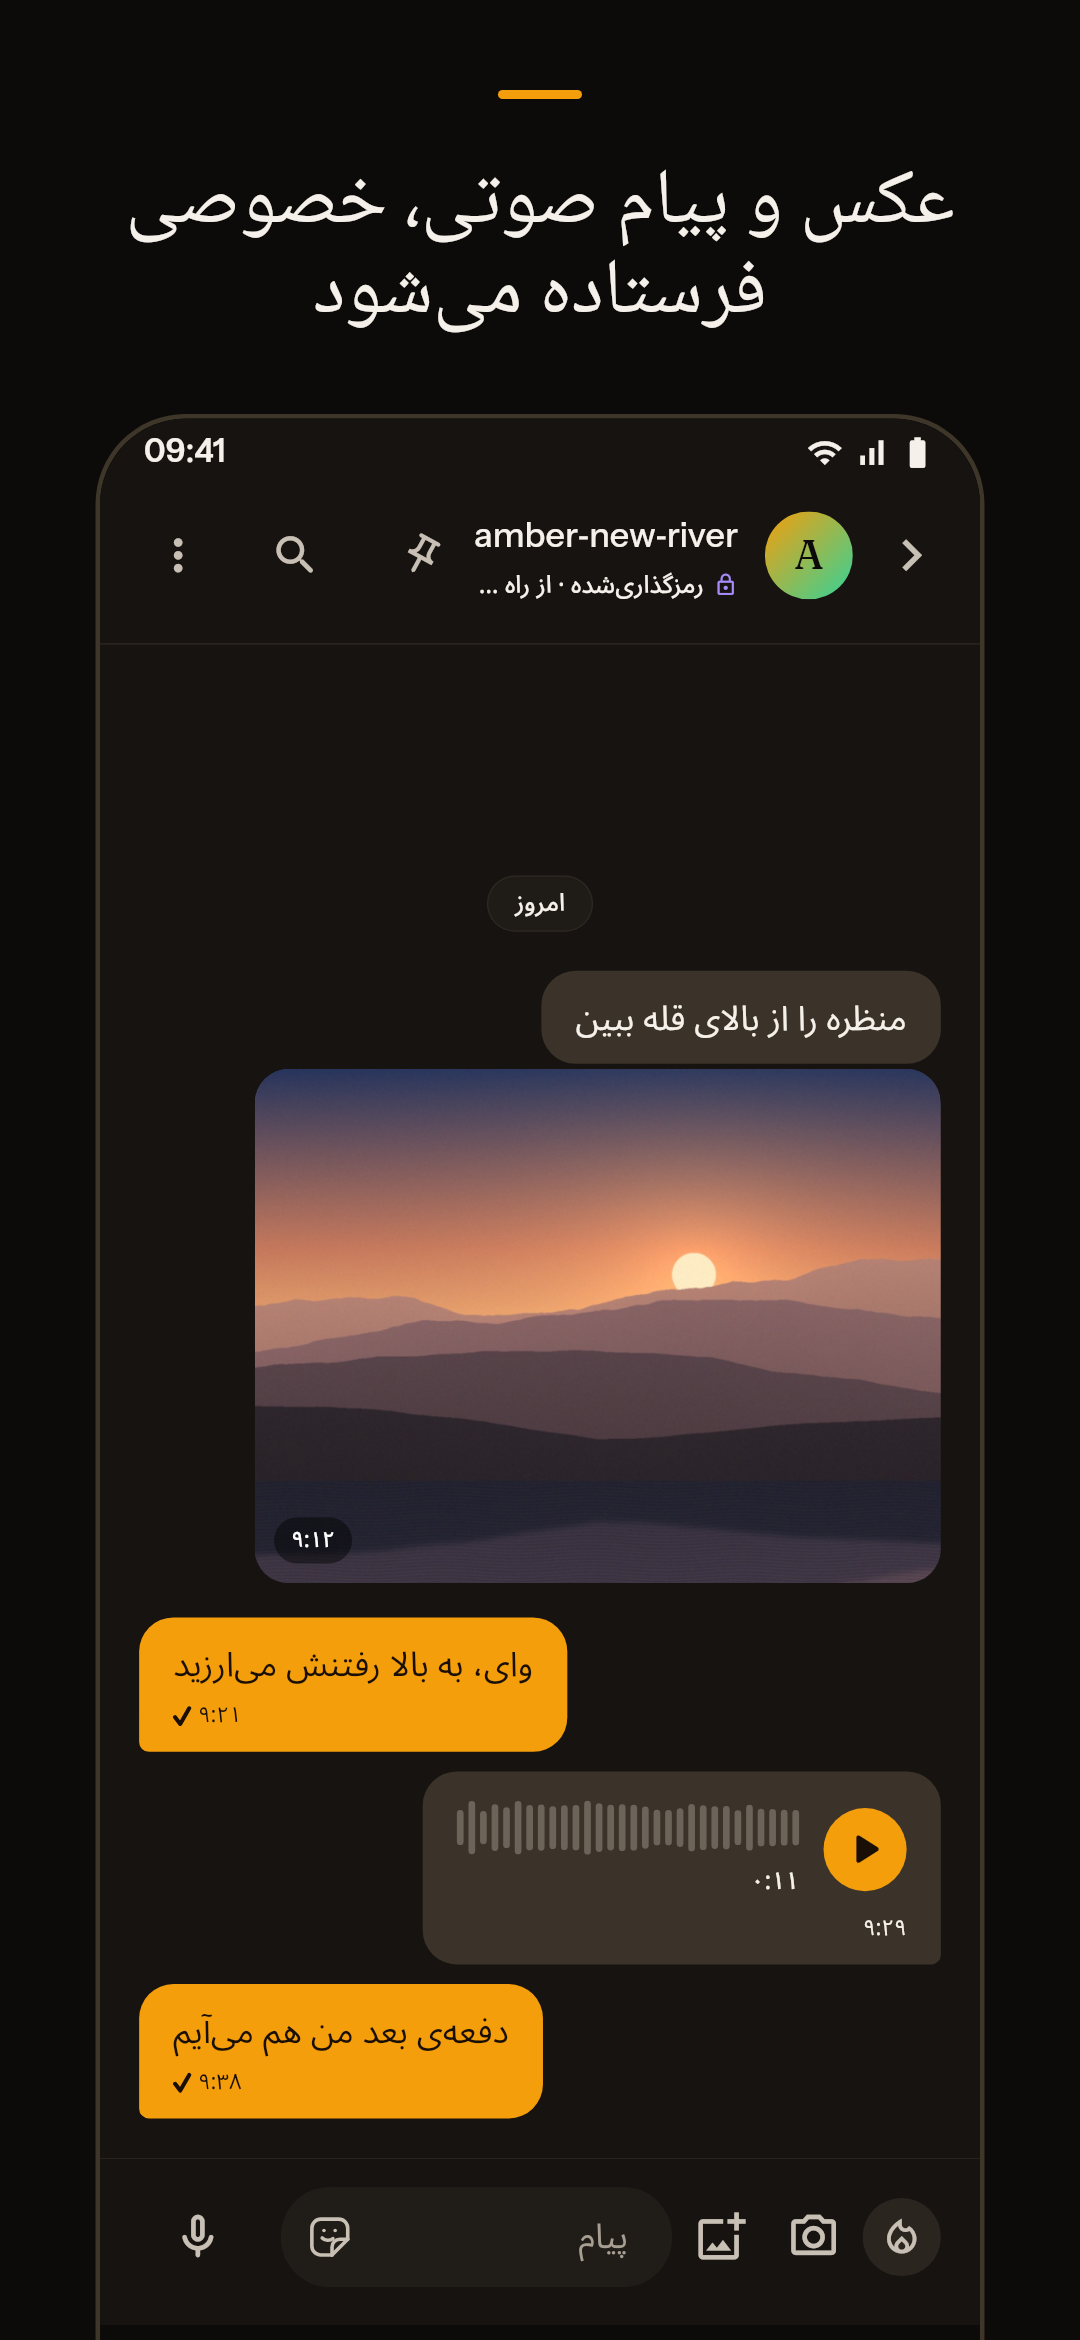 عکس و پیام صوتی، خصوصی
فرستاده می‌شود
09:41
amber-new-river
A
رمزگذاری‌شده · از راه ...
امروز
منظره را از بالای قله ببین
۹:۱۲
وای، به بالا رفتنش می‌ارزید
۹:۲۱
۰:۱۱
۹:۲۹
دفعه‌ی بعد من هم می‌آیم
۹:۳۸
پیام